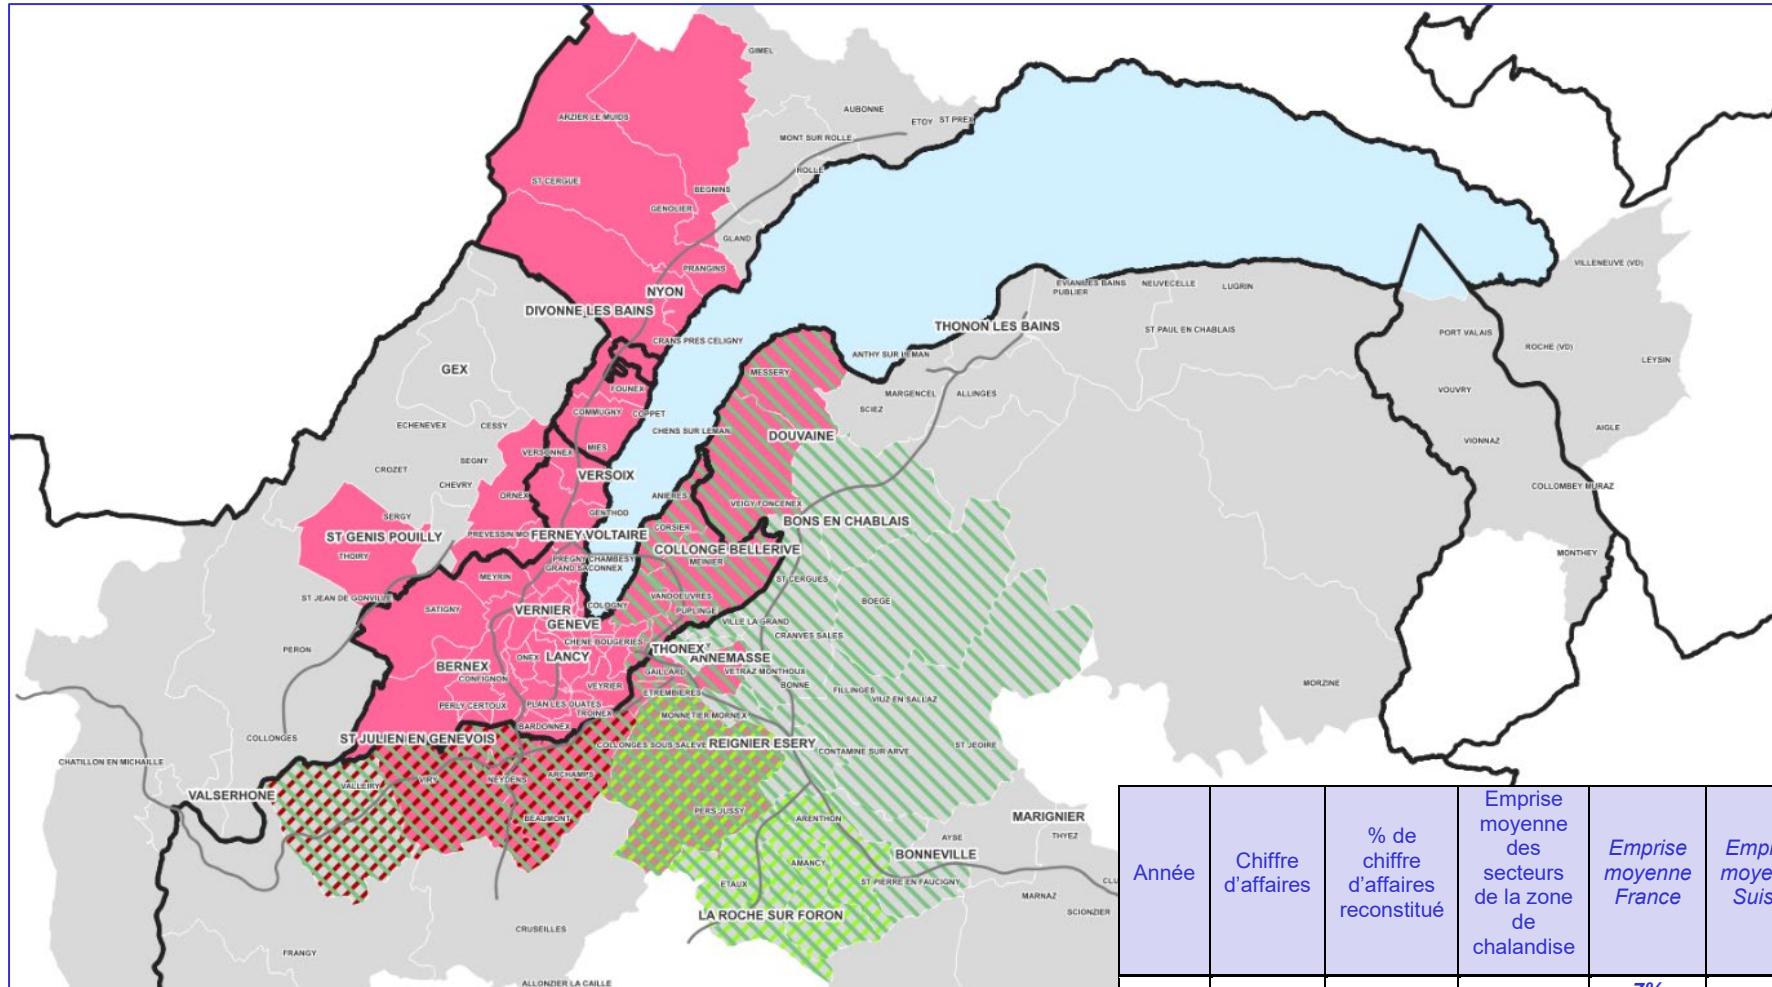 GIMEL
AUBONNE
ETOY
ST PREX
ARZIER LE MUIDS
MONT SUR ROLLE
ROLLE
ST CERGUE
BEGNINS
GENOLIER
GLAND
PRANGINS
NYON
DIVONNE LES BAINS
CRANS PRES CELIGNY
VILLENEUVE (VD)
EVIAN LES BAINS
PUBLIER
NEUVECELLE
LUGRIN
THONON LES BAINS
ST PAUL EN CHABLAIS
PORT VALAIS
ROCHE (VD)
LEYSIN
ANTHY SUR LEMAN
MESSERY
GEX
FOUNEX
MARGENCEL
ALLINGES
VOUVRY
COMMUGNY
COPPET
SCIEZ
ECHENEVEX
CESSY
CHENS SUR LEMAN
DOUVAINE
AIGLE
VIONNAZ
VERSONNEX
MIES
SEGNY
CROZET
VERSOIX
CHEVRY
ORNEX
ANIERES
VEIGY FONCENEX
COLLOMBEY MURAZ
SERGY
GENTHOD
BONS EN CHABLAIS
ST GENIS POUILLY
PREVESSIN MO
FERNEY VOLTAIRE
CORSIER
COLLONGE BELLERIVE
THOIRY
PREGNY CHAMBESY
GRAND SACONNEX
MEINIER
MONTHEY
MEYRIN
ST CERGUES
ST JEAN DE GONVILLE
SATIGNY
VERNIER
COLOGNY
VANDOEUVRES
PUPLINGE
BOEGE
GENEVE
VILLE LA GRAND
CHENE BOUGERIES
CRANVES SALES
PERON
ONEX
LANCY
THONEX
ANNEMASSE
BERNEX
CONFIGNON
GAILLARD
VETRAZ MONTHOUX
VEYRIER
BONNE
FILLINGES
MORZINE
ETREMBIERES
VIUZ EN SALLAZ
PERLY CERTOUX
PLAN LES OUATES
TROINEX
MONNETIER MORNEX
BARDONNEX
COLLONGES
ST JULIEN EN GENEVOIS
COLLONGES SOUS SALEVE
REIGNIER ESERY
CONTAMINE SUR ARVE
ST JEOIRE
CHATILLON EN MICHAILLE
VALLEIRY
VIRY
NEYDENS
ARCHAMPS
VALSERHONE
PERS JUSSY
ARENTHON
BEAUMONT
MARIGNIER
THYEZ
AYSE
BONNEVILLE
AMANCY
ETAUX
ST PIERRE EN FAUCIGNY
MARNAZ
CLU
SCIONZIER
LA ROCHE SUR FORON
CRUSEILLES
FRANGY
ALLONZIER LA CAILLE
Année
Chiffre
d'affaires
% de
chiffre
d'affaires
reconstitué
Emprise
moyenne
des
secteurs
de la zone
de
chalandise
Emprise
moyenne
France
Empri
moye
Suis
7%